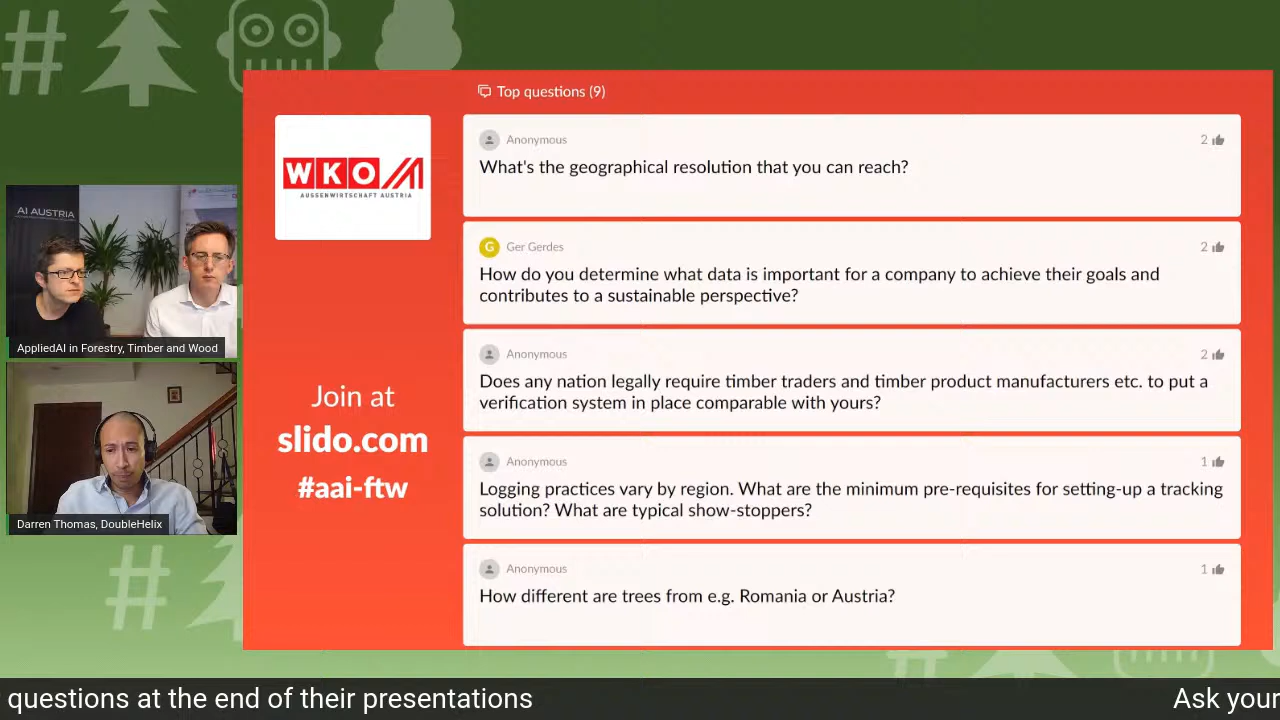 Top questions (9)
WKO
AUSSENWIRTSCHAFT AUSTRIA
Join at
slido.com
#aai-ftw
Anonymous
2
What's the geographical resolution that you can reach?
G
Ger Gerdes
2
How do you determine what data is important for a company to achieve their goals and
contributes to a sustainable perspective?
Anonymous
2
Does any nation legally require timber traders and timber product manufacturers etc. to put a
verification system in place comparable with yours?
Anonymous
1
Logging practices vary by region. What are the minimum pre-requisites for setting-up a tracking
solution? What are typical show-stoppers?
Anonymous
1
How different are trees from e.g. Romania or Austria?
AI AUSTRIA
AppliedAI in Forestry, Timber and Wood
Darren Thomas, DoubleHelix
questions at the end of their presentations
Ask your